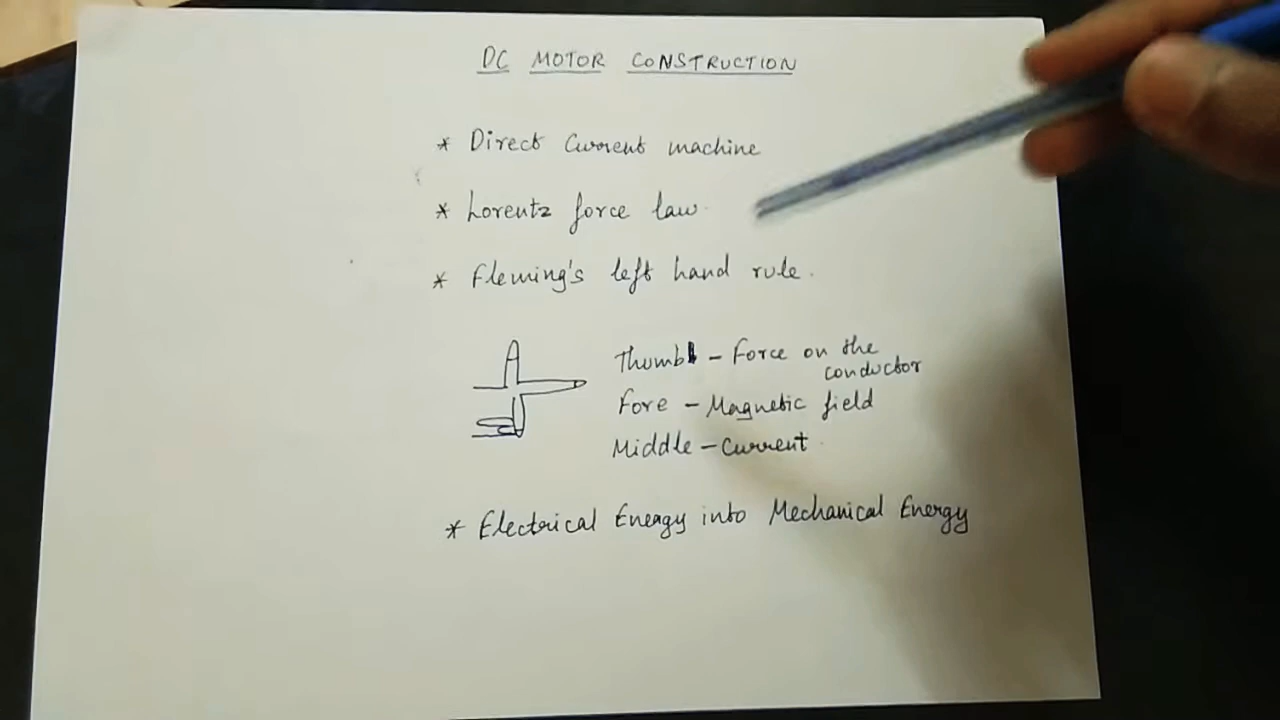 DC MOTOR CONSTRUCTION
* Direct Current machine
* Lorentz force law.
* Fleming's left hand rule.
Thumb - Force on the
conductor
Fore - Magnetic field
Middle - Current.
* Electrical Energy into Mechanical Energy